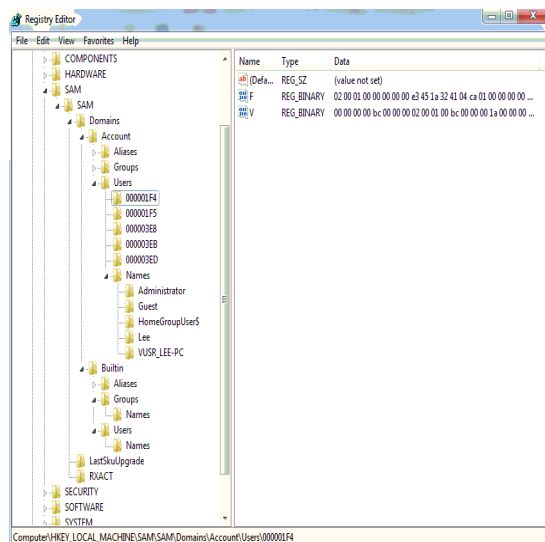 Registry Editor
File Edit View Favorites Help
COMPONENTS
HARDWARE
SAM
SAM
Domains
Account
Aliases
Groups
Users
000001F4
000001F5
000003E8
000003EB
000003ED
Names
Administrator
Guest
HomeGroupUser$
Lee
VUSR_LEE-PC
Builtin
Aliases
Groups
Names
Users
Names
LastSkuUpgrade
RXACT
SECURITY
SOFTWARE
SYSTEM
Name Type Data
(Defa... REG_SZ (value not set)
F REG_BINARY 02 00 01 00 00 00 00 00 e3 45 1a 32 41 04 ca 01 00 00 00 00 ...
V REG_BINARY 00 00 00 00 bc 00 00 00 02 00 01 00 bc 00 00 00 1a 00 00 00 ...
Computer\HKEY_LOCAL_MACHINE\SAM\SAM\Domains\Account\Users\000001F4